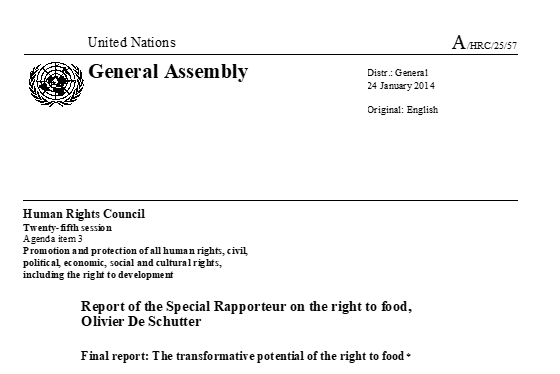 United Nations
A/HRC/25/57
General Assembly
Distr.: General
24 January 2014
Original: English
Human Rights Council
Twenty-fifth session
Agenda item 3
Promotion and protection of all human rights, civil,
political, economic, social and cultural rights,
including the right to development
Report of the Special Rapporteur on the right to food,
Olivier De Schutter
Final report: The transformative potential of the right to food*